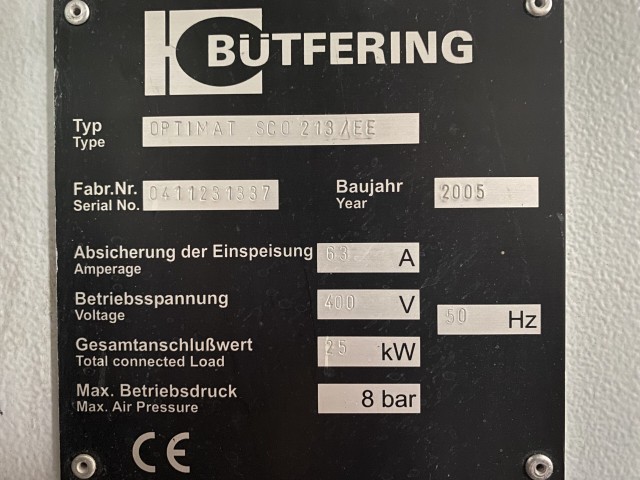 BÜTFERING
Typ
Type
OPTIMAT SCO 213/EE
Fabr.Nr.
Serial No.
0411231337
Baujahr
Year
2005
Absicherung der Einspeisung
Amperage
63 A
Betriebsspannung
Voltage
400 V
50 Hz
Gesamtanschlußwert
Total connected Load
25 kW
Max. Betriebsdruck
Max. Air Pressure
8 bar
CE